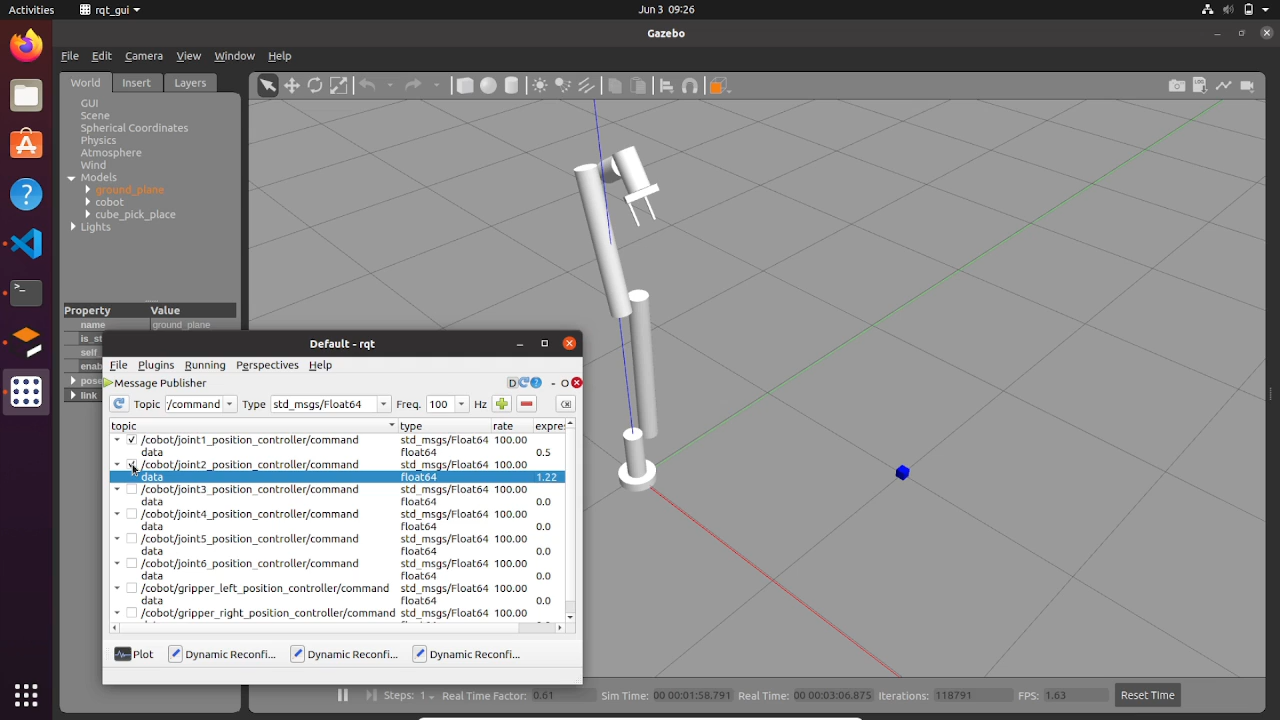 Activities rqt_gui Jun 3 09:26
Gazebo
File Edit Camera View Window Help
World Insert Layers
GUI
Scene
Spherical Coordinates
Physics
Atmosphere
Wind
Models
ground_plane
cobot
cube_pick_place
Lights
Property Value
name ground_plane
is_st
self
enab
pose
link
Default - rqt
File Plugins Running Perspectives Help
Message Publisher D - O
Topic /command Type std_msgs/Float64 Freq. 100 Hz
topic type rate expre
/cobot/joint1_position_controller/command std_msgs/Float64 100.00
data float64 0.5
/cobot/joint2_position_controller/command std_msgs/Float64 100.00
data float64 1.22
/cobot/joint3_position_controller/command std_msgs/Float64 100.00
data float64 0.0
/cobot/joint4_position_controller/command std_msgs/Float64 100.00
data float64 0.0
/cobot/joint5_position_controller/command std_msgs/Float64 100.00
data float64 0.0
/cobot/joint6_position_controller/command std_msgs/Float64 100.00
data float64 0.0
/cobot/gripper_left_position_controller/command std_msgs/Float64 100.00
data float64 0.0
/cobot/gripper_right_position_controller/command std_msgs/Float64 100.00
Plot Dynamic Reconfi... Dynamic Reconfi... Dynamic Reconfi...
Steps: 1 Real Time Factor: 0.61 Sim Time: 00 00:01:58.791 Real Time: 00 00:03:06.875 Iterations: 118791 FPS: 1.63 Reset Time